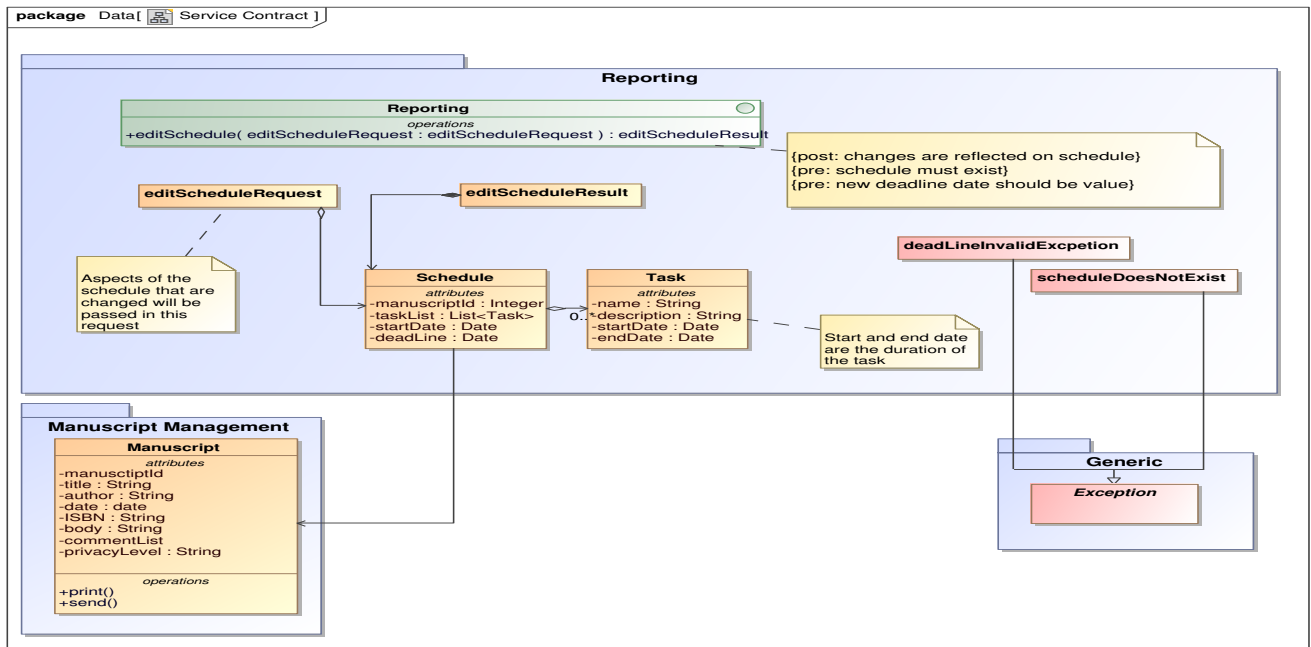 package Data[ Service Contract ]
Reporting
Reporting
operations
+editSchedule( editScheduleRequest : editScheduleRequest ) : editScheduleResult
{post: changes are reflected on schedule}
{pre: schedule must exist}
{pre: new deadline date should be value}
editScheduleRequest
editScheduleResult
deadLineInvalidExcpetion
scheduleDoesNotExist
Aspects of the
schedule that are
changed will be
passed in this
request
Schedule
attributes
-manuscriptId : Integer
-taskList : List<Task>
-startDate : Date
-deadLine : Date
0..*
Task
attributes
-name : String
-description : String
-startDate : Date
-endDate : Date
Start and end date
are the duration of
the task
Manuscript Management
Manuscript
attributes
-manusctiptId
-title : String
-author : String
-date : date
-ISBN : String
-body : String
-commentList
-privacyLevel : String
operations
+print()
+send()
Generic
Exception